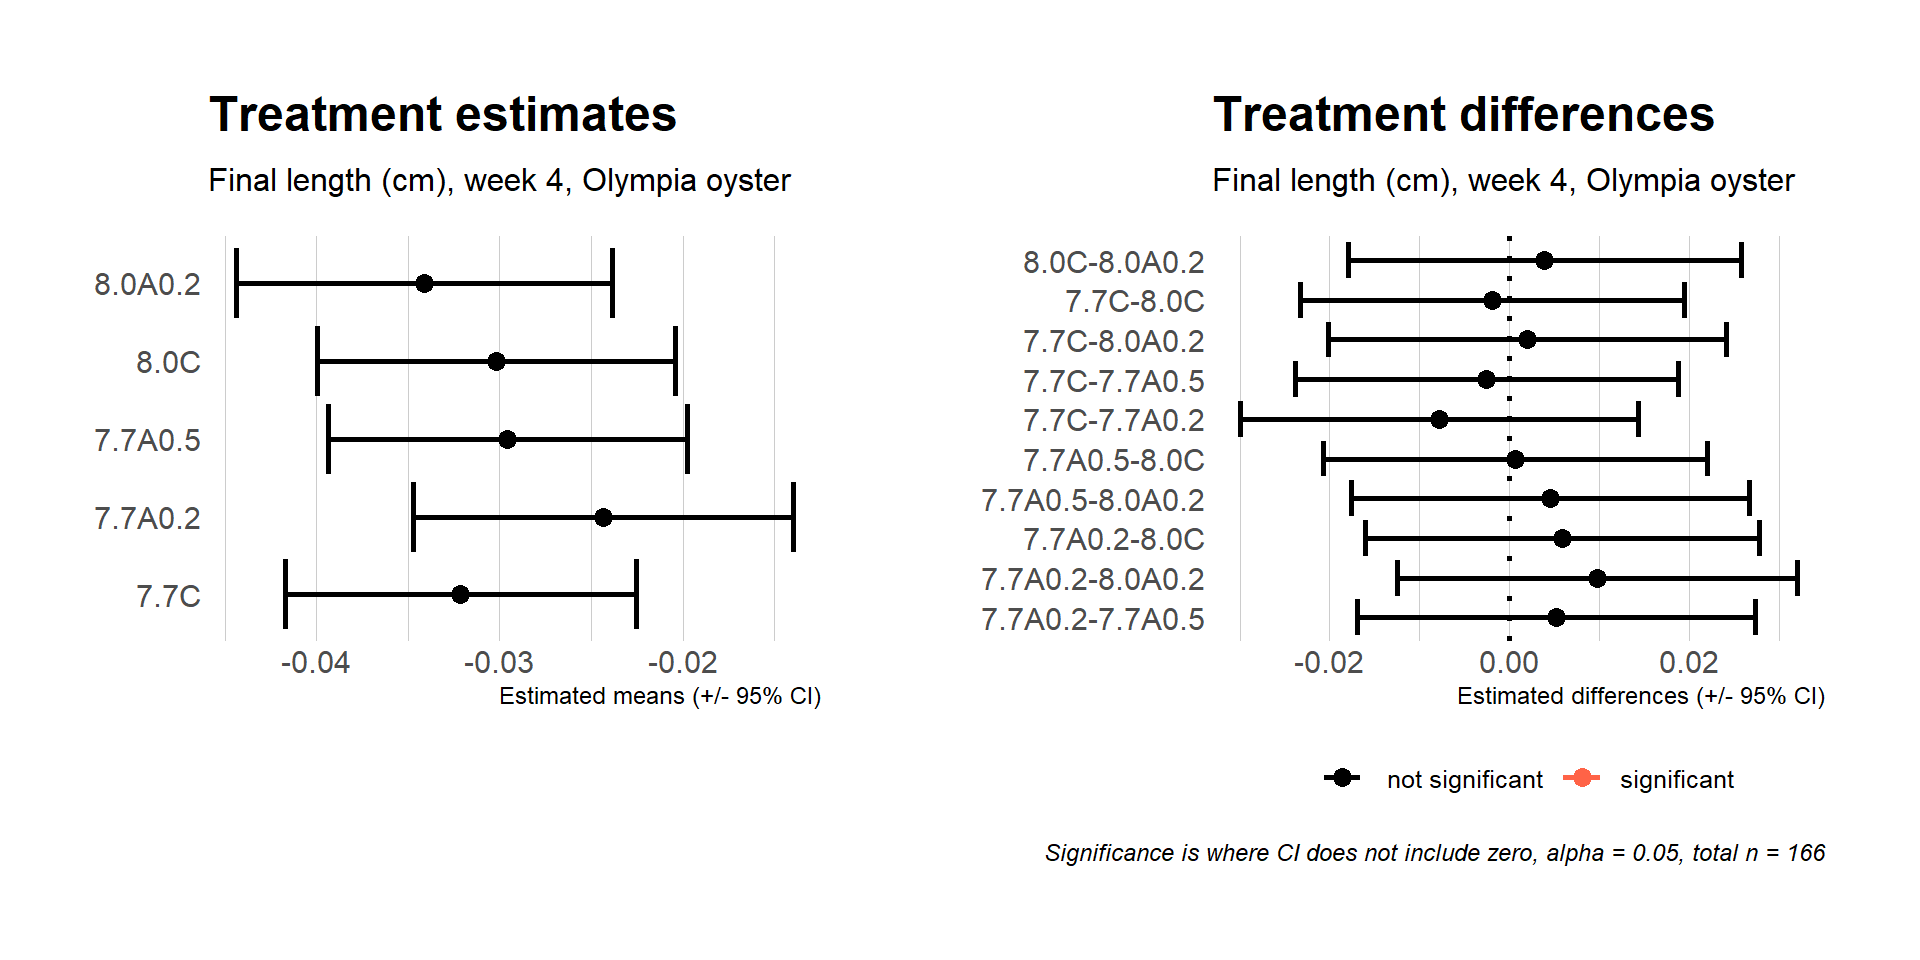 Treatment estimates
Final length (cm), week 4, Olympia oyster
8.0A0.2
8.0C
7.7A0.5
7.7A0.2
7.7C
-0.04 -0.03 -0.02
Estimated means (+/- 95% CI)
Treatment differences
Final length (cm), week 4, Olympia oyster
8.0C-8.0A0.2
7.7C-8.0C
7.7C-8.0A0.2
7.7C-7.7A0.5
7.7C-7.7A0.2
7.7A0.5-8.0C
7.7A0.5-8.0A0.2
7.7A0.2-8.0C
7.7A0.2-8.0A0.2
7.7A0.2-7.7A0.5
-0.02 0.00 0.02
Estimated differences (+/- 95% CI)
not significant significant
Significance is where CI does not include zero, alpha = 0.05, total n = 166